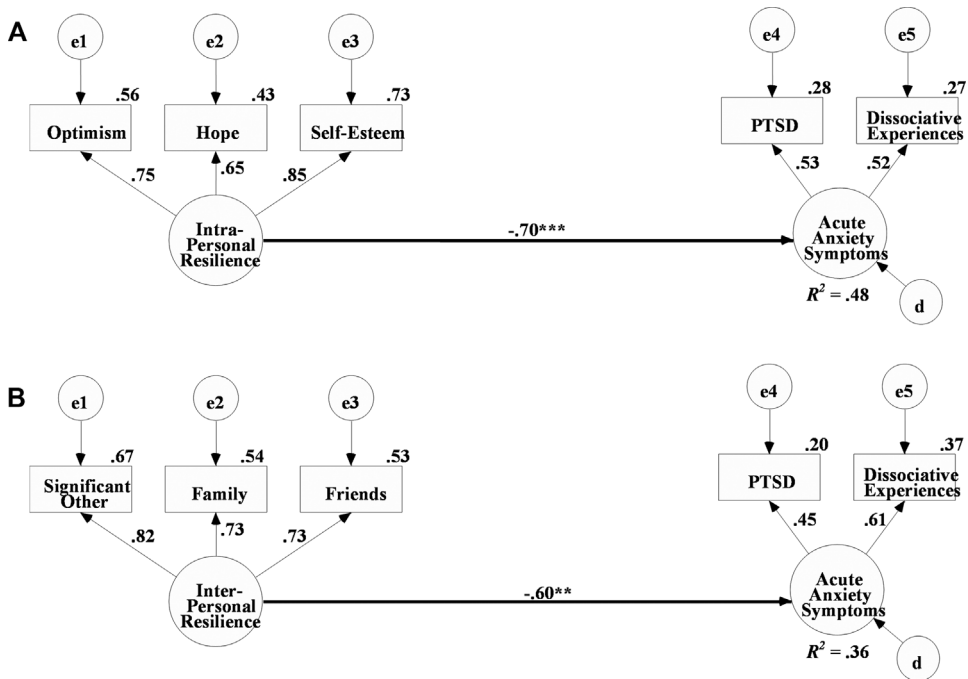 A
e1
e2
e3
e4
e5
.56
.43
.73
.28
.27
Optimism
Hope
Self-Esteem
PTSD
Dissociative
Experiences
.75
.65
.85
.53
.52
Intra-
Personal
Resilience
-.70***
Acute
Anxiety
Symptoms
R² = .48
d
B
e1
e2
e3
e4
e5
.67
.54
.53
.20
.37
Significant
Other
Family
Friends
PTSD
Dissociative
Experiences
.82
.73
.73
.45
.61
Inter-
Personal
Resilience
-.60**
Acute
Anxiety
Symptoms
R² = .36
d